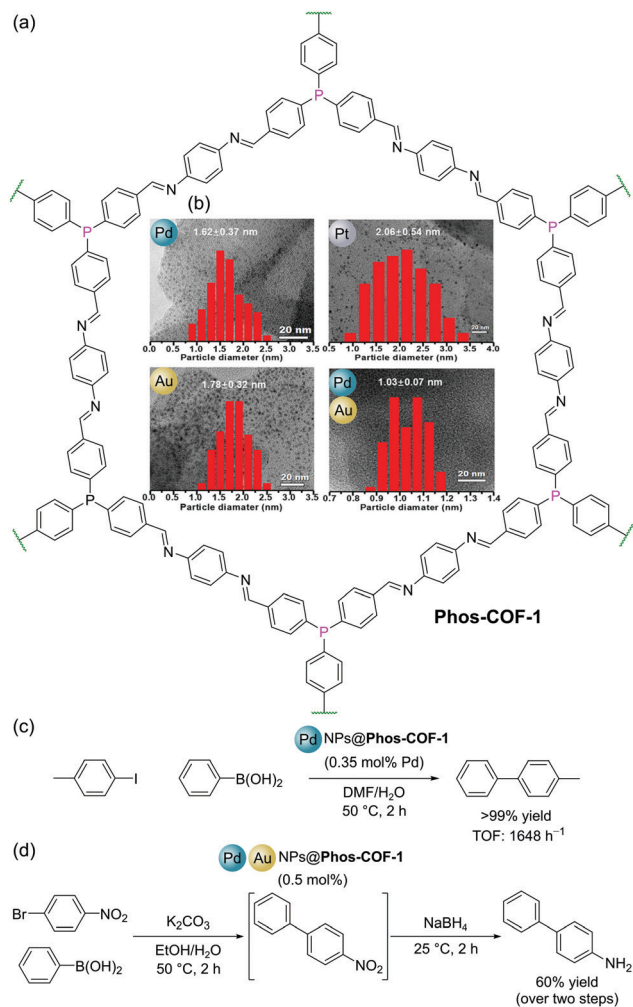 (a)
P
N
N
N
N
P
P
N
N
N
N
P
P
N
N
N
N
P
(b)
Pd
1.62±0.37 nm
20 nm
0.0 0.5 1.0 1.5 2.0 2.5 3.0 3.5
Particle diameter (nm)
Pt
2.06±0.54 nm
20 nm
0.5 1.0 1.5 2.0 2.5 3.0 3.5 4.0
Particle diameter (nm)
Au
1.78±0.32 nm
20 nm
0.0 0.5 1.0 1.5 2.0 2.5 3.0 3.5
Particle diamater (nm)
Pd
Au
1.03±0.07 nm
20 nm
0.7 0.8 0.9 1.0 1.1 1.2 1.3 1.4
Particle diameter (nm)
Phos-COF-1
(c)
I
B(OH)2
Pd NPs@Phos-COF-1
(0.35 mol% Pd)
DMF/H2O
50 °C, 2 h
>99% yield
TOF: 1648 h−1
(d)
Br
NO2
B(OH)2
Pd Au NPs@Phos-COF-1
(0.5 mol%)
K2CO3
EtOH/H2O
50 °C, 2 h
NO2
NaBH4
25 °C, 2 h
NH2
60% yield
(over two steps)